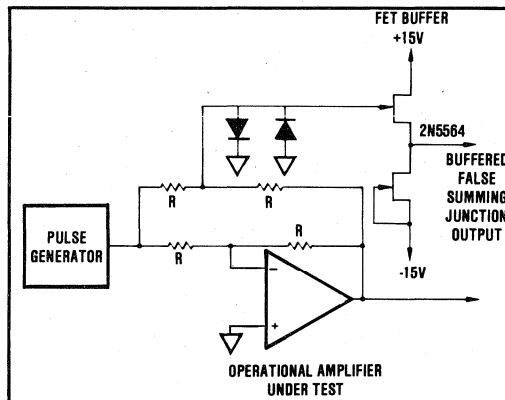 FET BUFFER
+15V
2N5564
BUFFERED
FALSE
SUMMING
JUNCTION
OUTPUT
R
R
PULSE
GENERATOR
R
R
-15V
−
+
OPERATIONAL AMPLIFIER
UNDER TEST